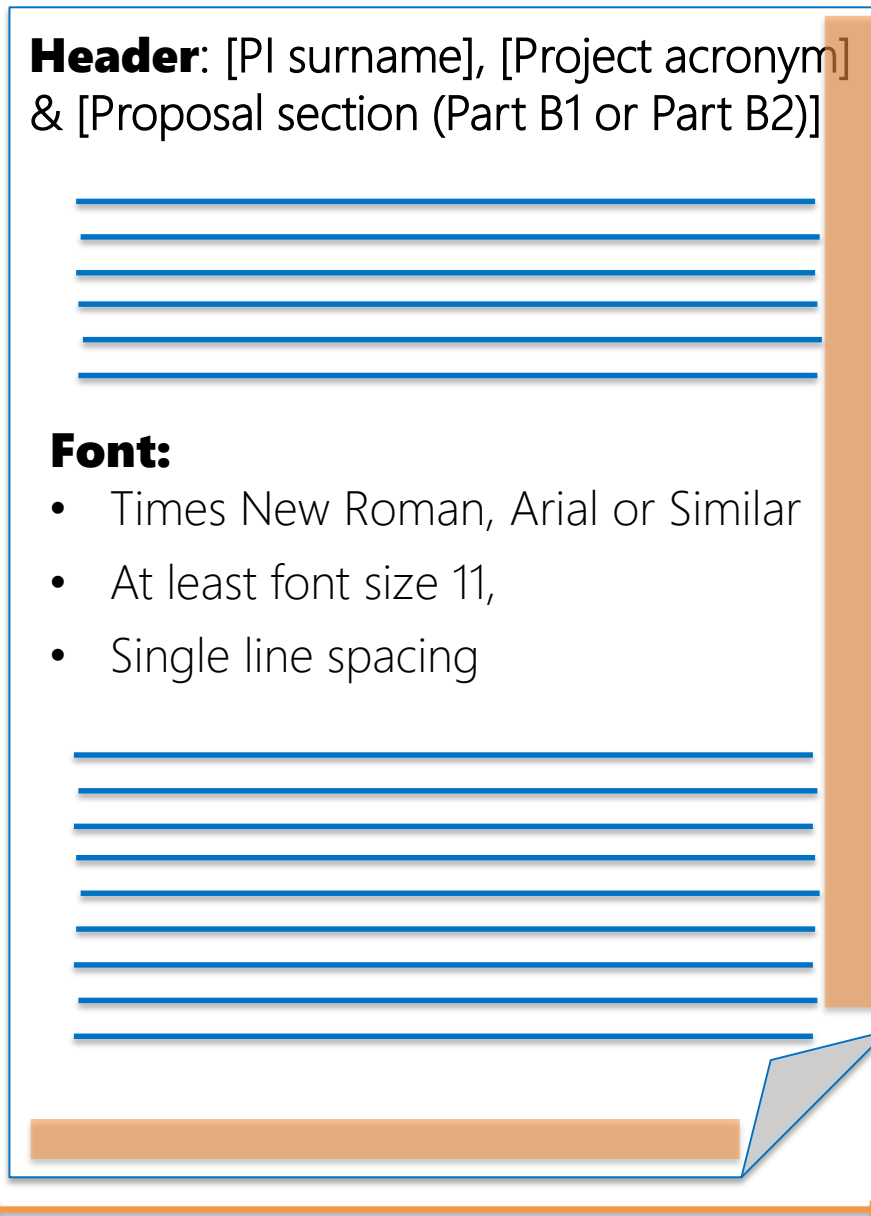 Header: [PI surname], [Project acronym]
& [Proposal section (Part B1 or Part B2)]
Font:
• Times New Roman, Arial or Similar
• At least font size 11,
• Single line spacing